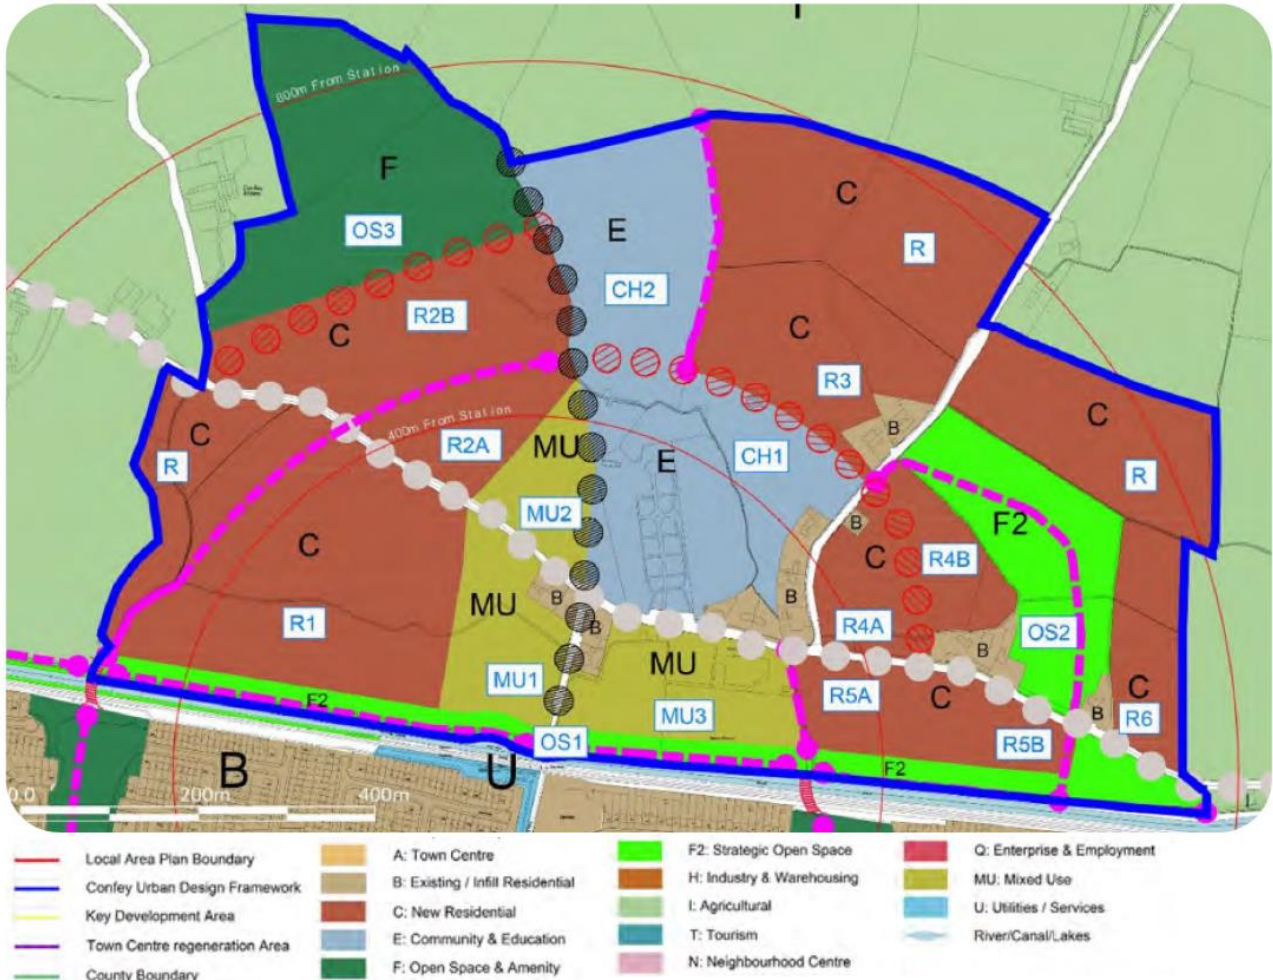 800m From Station
F
OS3
E
CH2
C
R
C
R2B
C
R3
400m From Station
C
R
R2A
MU
MU2
E
CH1
B
C
R
F2
B
C
R4B
C
R1
MU
B
B
B
R4A
OS2
B
MU1
MU
MU3
R5A
C
R5B
B
C
R6
F2
OS1
F2
B
U
0.0
200m
400m
Local Area Plan Boundary
Confey Urban Design Framework
Key Development Area
Town Centre regeneration Area
County Boundary
A: Town Centre
B: Existing / Infill Residential
C: New Residential
E: Community & Education
F: Open Space & Amenity
F2: Strategic Open Space
H: Industry & Warehousing
I: Agricultural
T: Tourism
N: Neighbourhood Centre
Q: Enterprise & Employment
MU: Mixed Use
U: Utilities / Services
River/Canal/Lakes